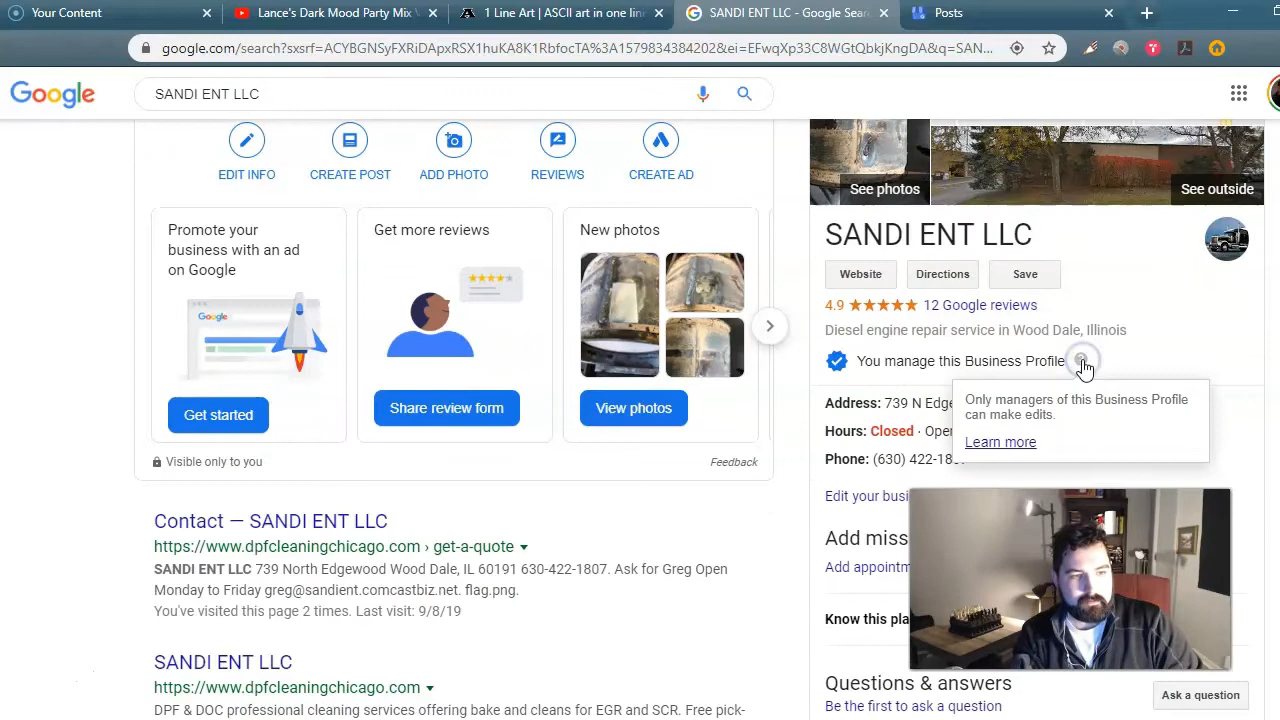 Your Content
Lance's Dark Mood Party Mix V
1 Line Art | ASCII art in one line
SANDI ENT LLC - Google Sear
Posts
google.com/search?sxsrf=ACYBGNSyFXRiDApxRSX1huKA8K1RbfocTA%3A1579834384202&ei=EFwqXp33C8WGtQbkjKngDA&q=SAN...
Google
SANDI ENT LLC
EDIT INFO
CREATE POST
ADD PHOTO
REVIEWS
CREATE AD
Promote your
business with an ad
on Google
Google
Get started
Get more reviews
Share review form
New photos
View photos
Visible only to you
Feedback
Contact — SANDI ENT LLC
https://www.dpfcleaningchicago.com › get-a-quote
SANDI ENT LLC 739 North Edgewood Wood Dale, IL 60191 630-422-1807. Ask for Greg Open
Monday to Friday greg@sandient.comcastbiz.net. flag.png.
You've visited this page 2 times. Last visit: 9/8/19
SANDI ENT LLC
https://www.dpfcleaningchicago.com
DPF & DOC professional cleaning services offering bake and cleans for EGR and SCR. Free pick-
See photos
See outside
SANDI ENT LLC
Website
Directions
Save
4.9
12 Google reviews
Diesel engine repair service in Wood Dale, Illinois
You manage this Business Profile
Only managers of this Business Profile
can make edits.
Learn more
Address: 739 N Edge
Hours: Closed · Open
Phone: (630) 422-180
Edit your busi
Add miss
Add appointm
Know this pla
Questions & answers
Be the first to ask a question
Ask a question